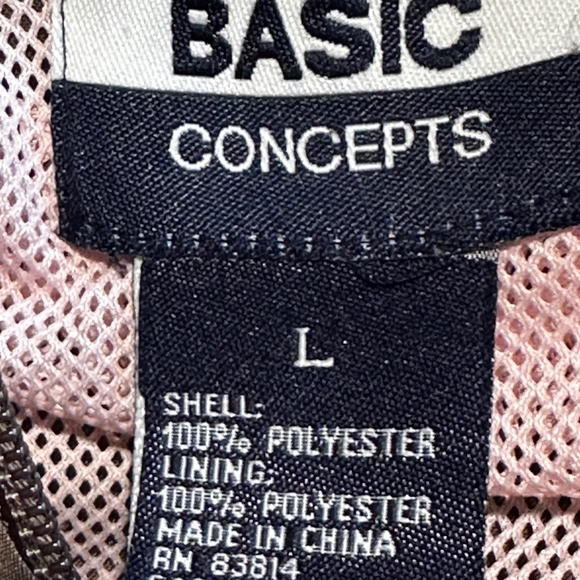 BASIC
CONCEPTS
L
SHELL:
100% POLYESTER
LINING:
100% POLYESTER
MADE IN CHINA
RN 83814